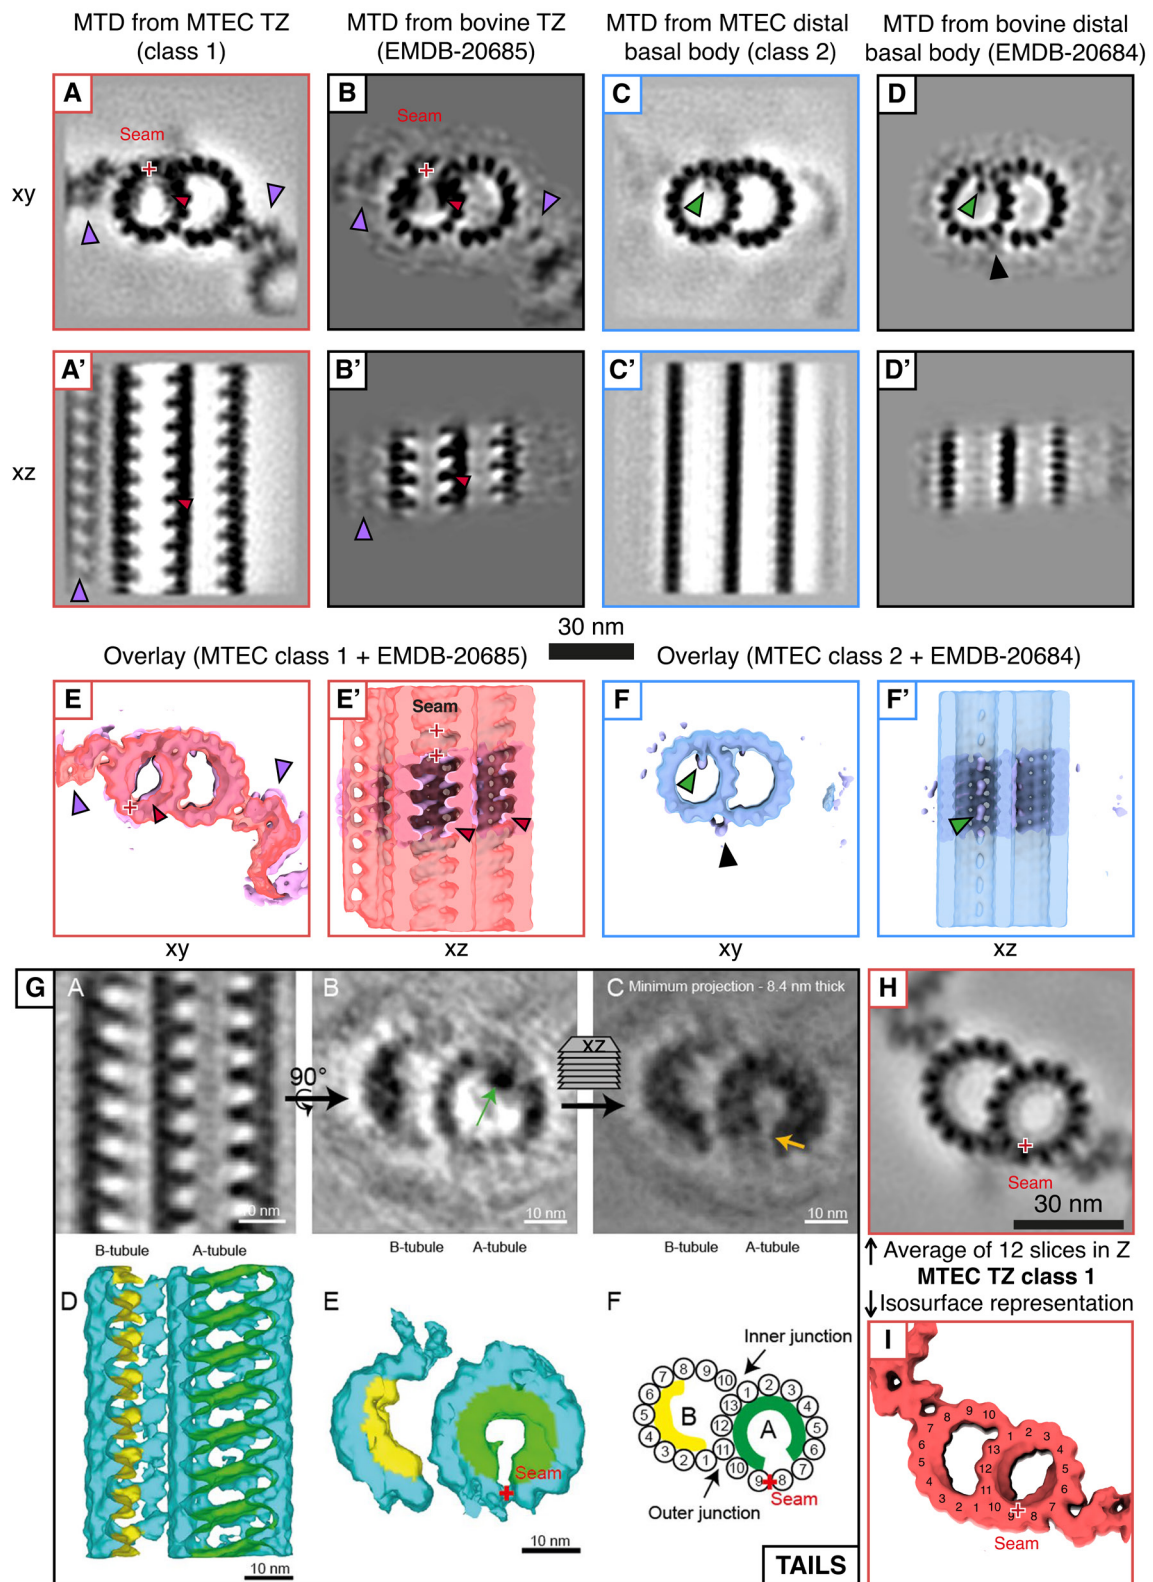 MTD from MTEC TZ
(class 1)
MTD from bovine TZ
(EMDB-20685)
MTD from MTEC distal
basal body (class 2)
MTD from bovine distal
basal body (EMDB-20684)
xy
A
Seam
B
Seam
C
D
xz
A'
B'
C'
D'
30 nm
Overlay (MTEC class 1 + EMDB-20685)
Overlay (MTEC class 2 + EMDB-20684)
E
E'
Seam
F
F'
xy
xz
xy
xz
G
A
B
C Minimum projection - 8.4 nm thick
90°
xz
10 nm
10 nm
B-tubule A-tubule
B-tubule A-tubule
B-tubule A-tubule
D
10 nm
E
Seam
10 nm
F
Inner junction
7 8 9 10
6 5 4 3 2 1
B
1 2 3 4 5 6 7 8 9 10 11 12 13
A
Seam
Outer junction
TAILS
H
Seam
30 nm
Average of 12 slices in Z
MTEC TZ class 1
Isosurface representation
I
7 8 9 10
6 5 4 3 2 1
1 2 3 4 5 6 7 8 9 10 11 12 13
Seam